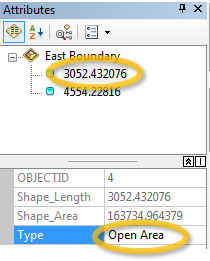 Attributes
East Boundary
3052.432076
4554.22816
OBJECTID 4
Shape_Length 3052.432076
Shape_Area 163734.964379
Type Open Area